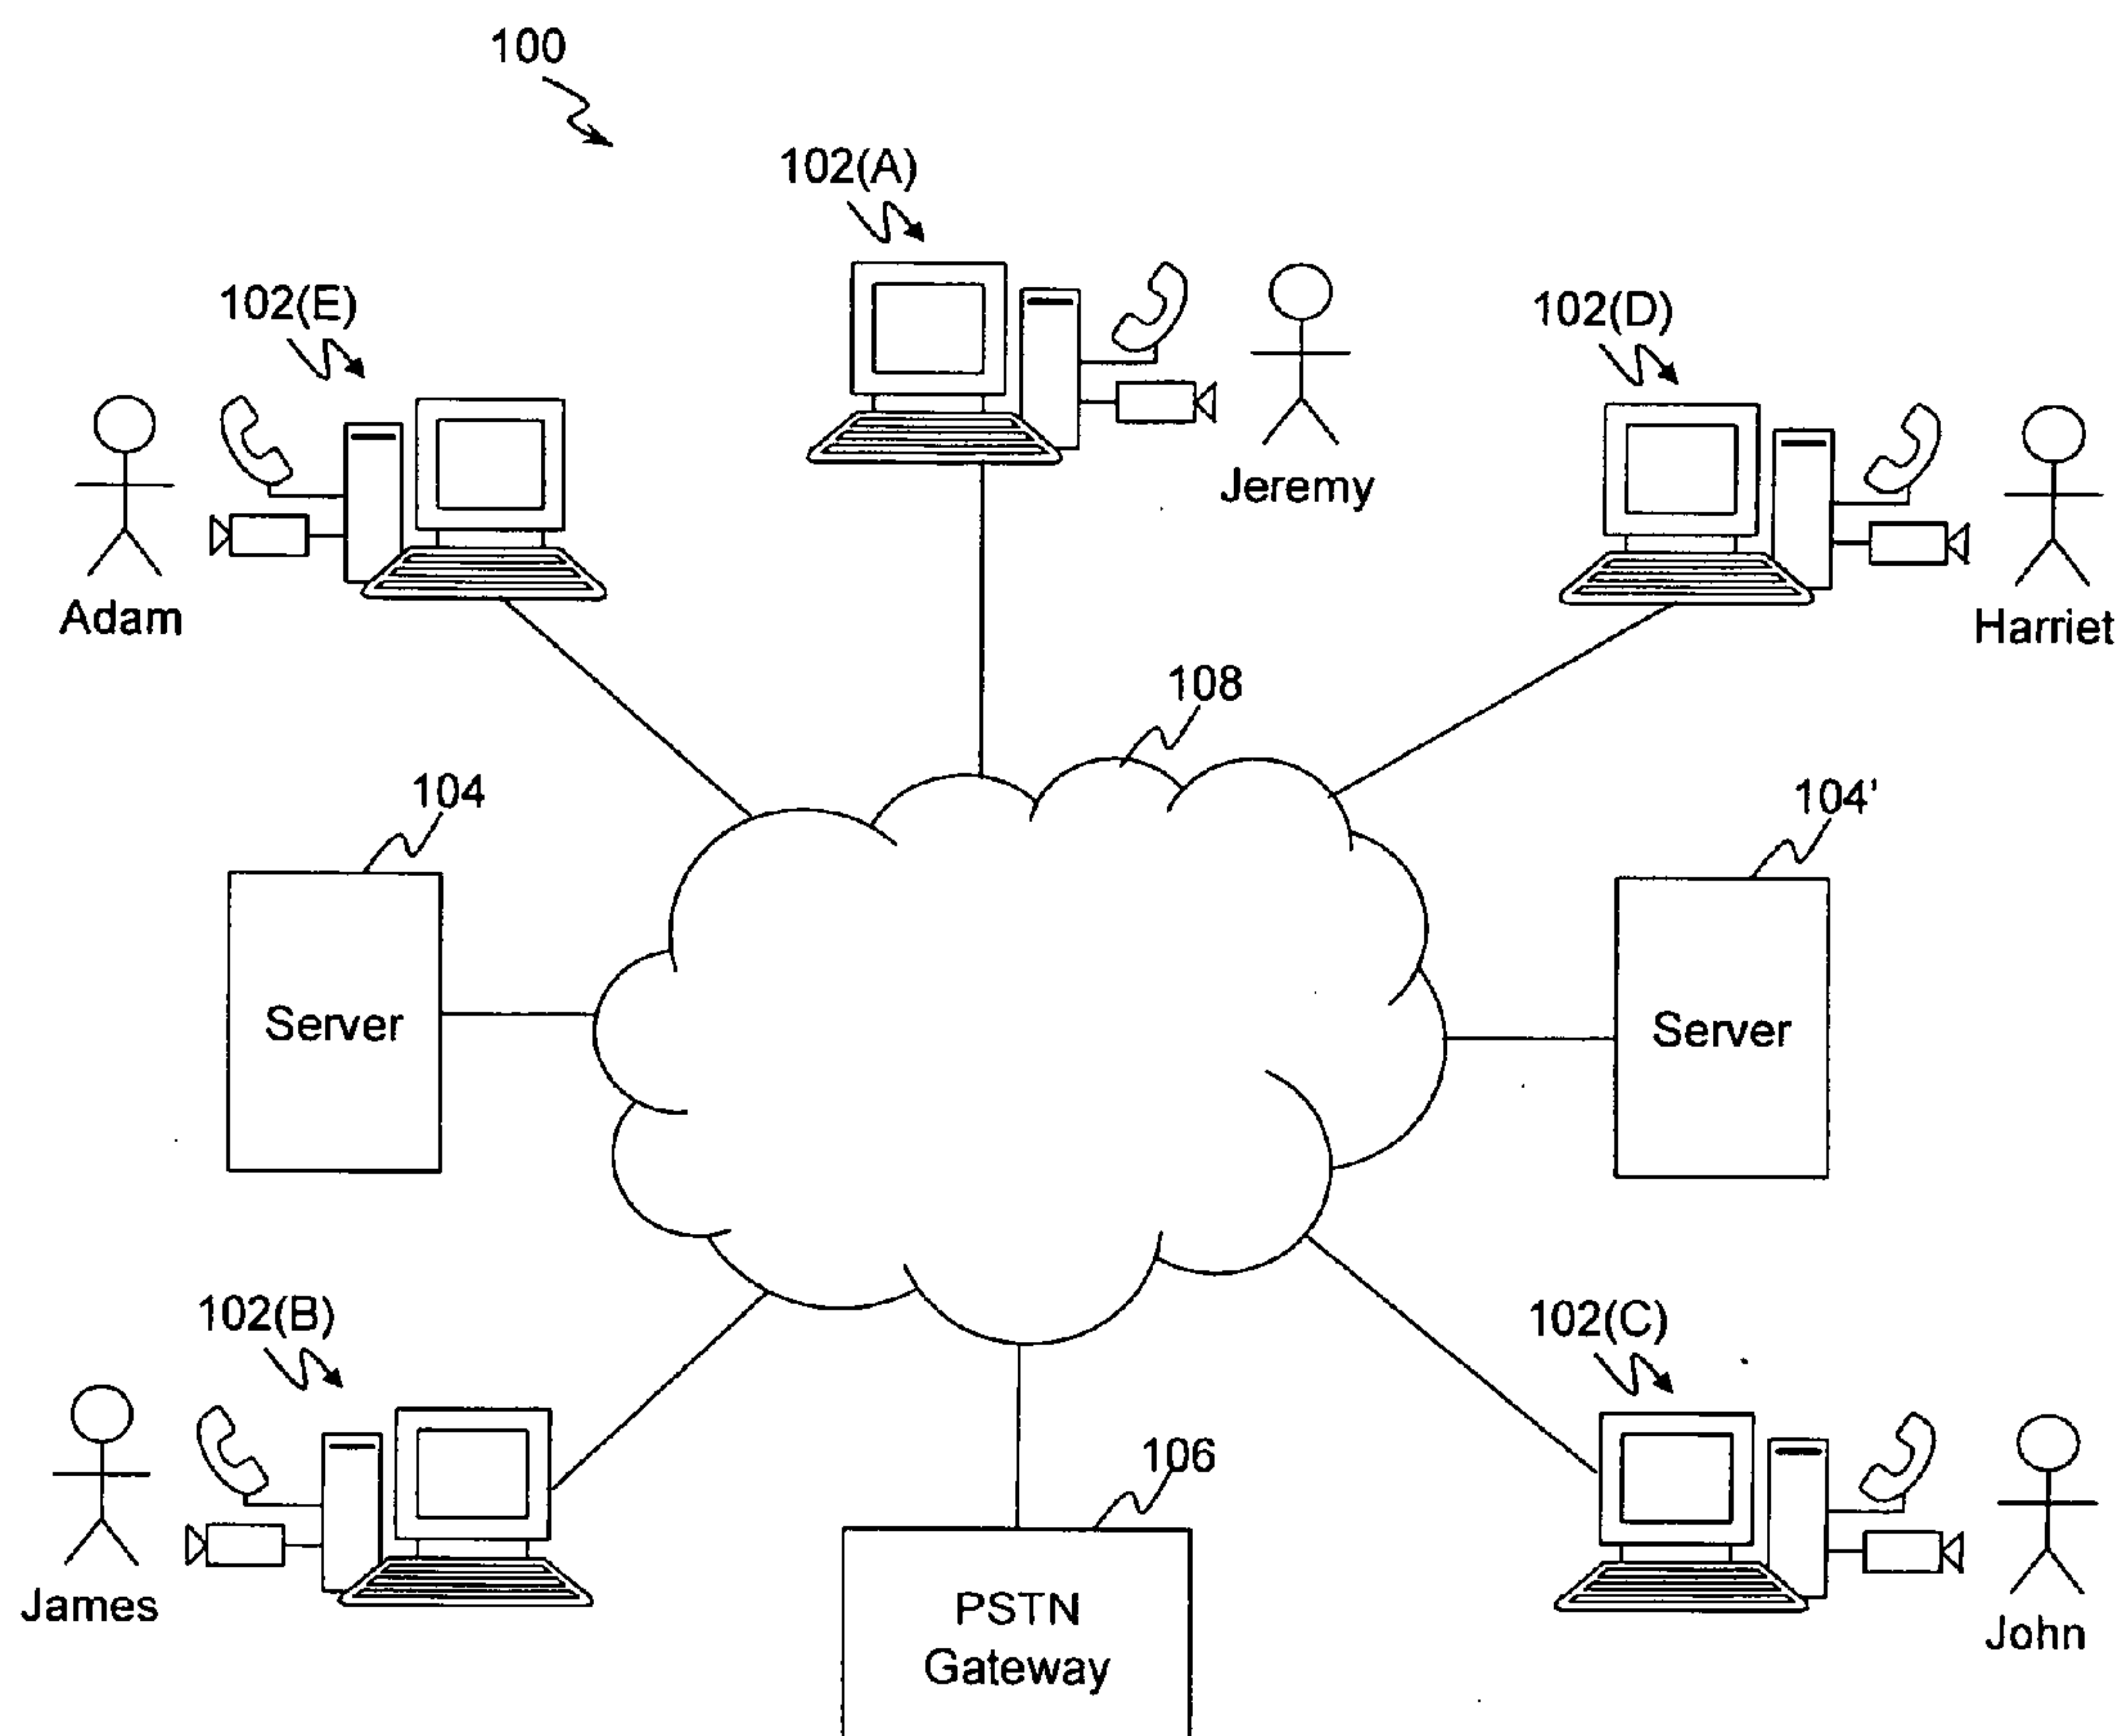 100
102(A)
102(E)
102(D)
Jeremy
Adam
Harriet
108
104
104'
Server
Server
102(B)
102(C)
106
James
PSTN
Gateway
John